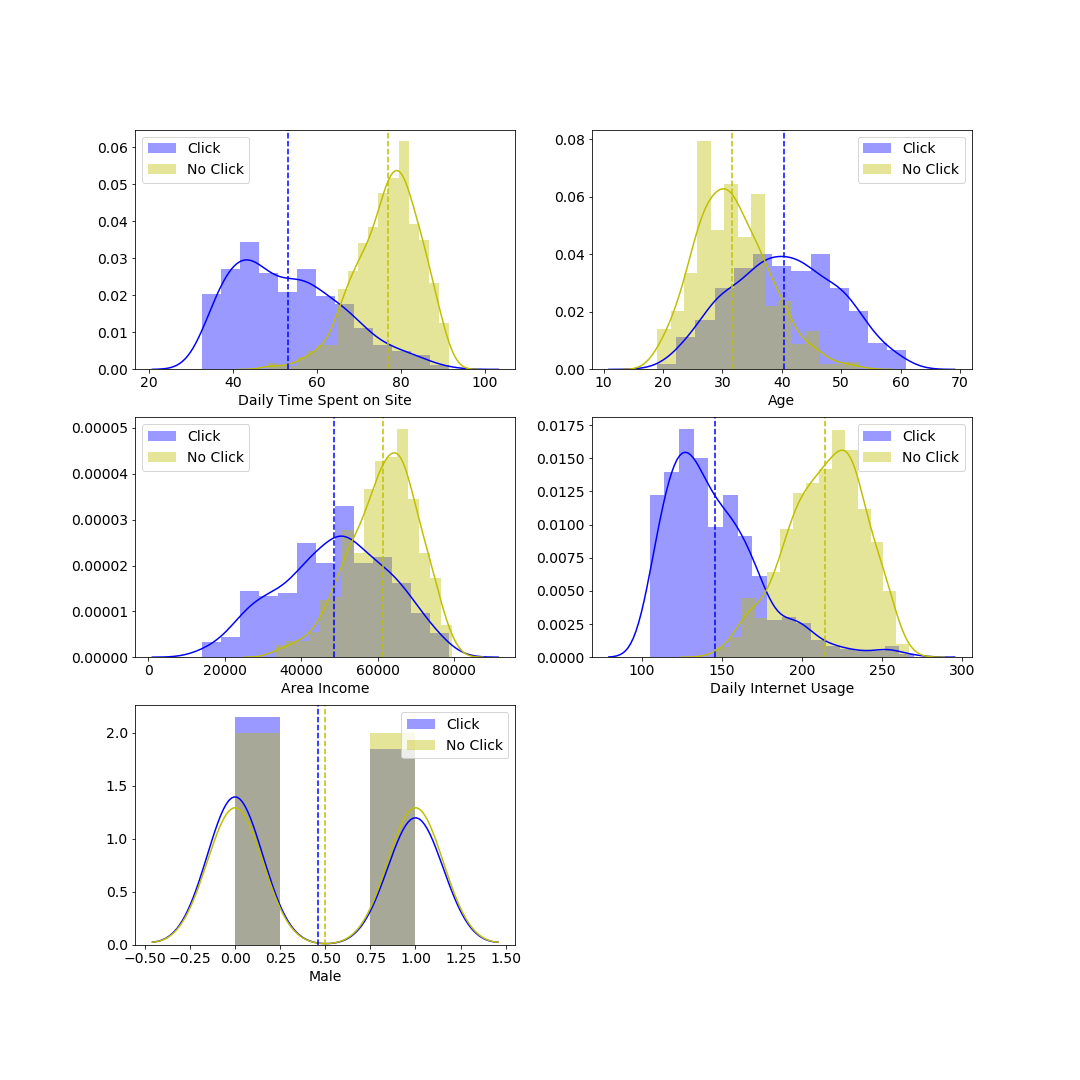 Click
No Click
0.06
0.05
0.04
0.03
0.02
0.01
0.00
20 40 60 80 100
Daily Time Spent on Site
Click
No Click
0.08
0.06
0.04
0.02
0.00
10 20 30 40 50 60 70
Age
Click
No Click
0.00005
0.00004
0.00003
0.00002
0.00001
0.00000
0 20000 40000 60000 80000
Area Income
Click
No Click
0.0175
0.0150
0.0125
0.0100
0.0075
0.0050
0.0025
0.0000
100 150 200 250 300
Daily Internet Usage
Click
No Click
2.0
1.5
1.0
0.5
0.0
−0.50 −0.25 0.00 0.25 0.50 0.75 1.00 1.25 1.50
Male